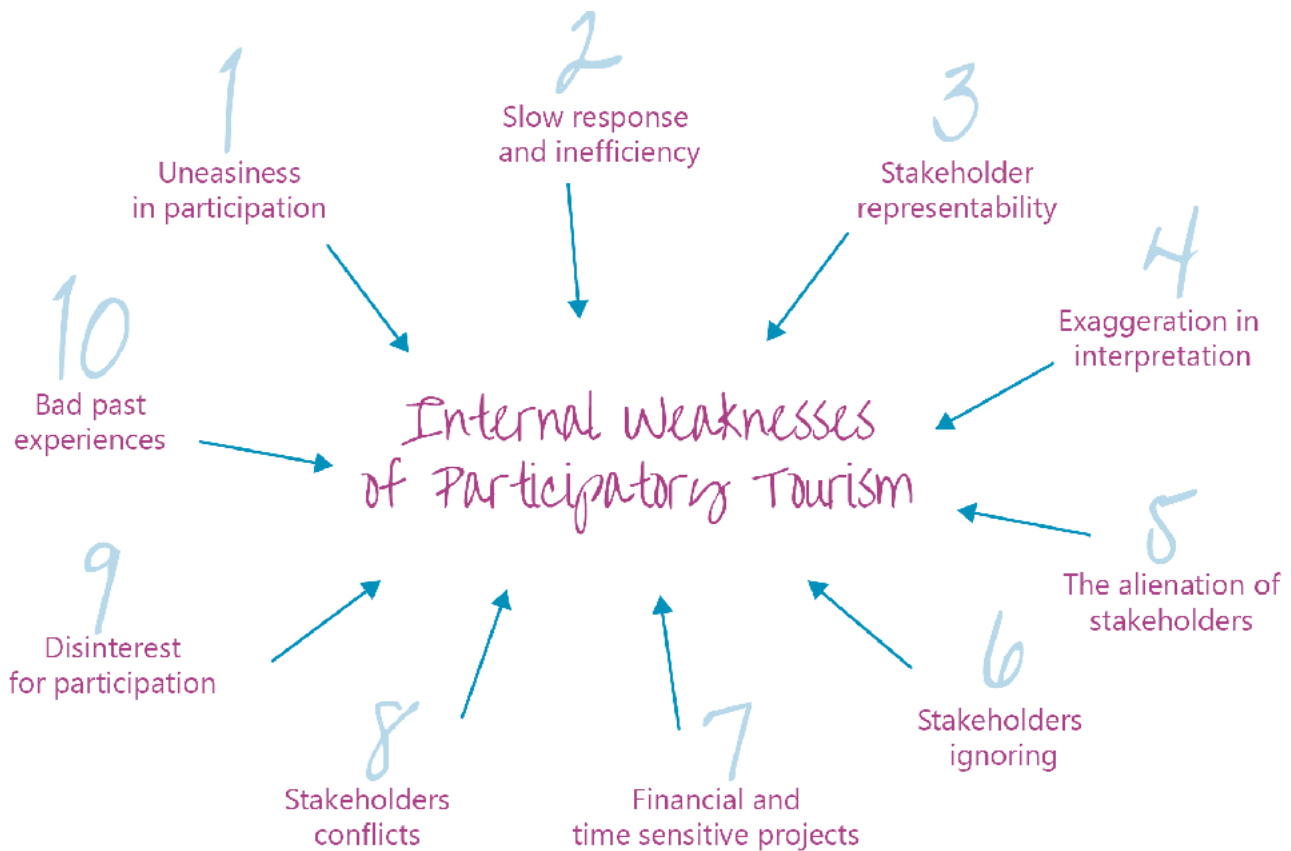 1
Uneasiness
in participation
2
Slow response
and inefficiency
3
Stakeholder
representability
4
Exaggeration in
interpretation
5
The alienation of
stakeholders
6
Stakeholders
ignoring
7
Financial and
time sensitive projects
8
Stakeholders
conflicts
9
Disinterest
for participation
10
Bad past
experiences
Internal Weaknesses
of Participatory Tourism